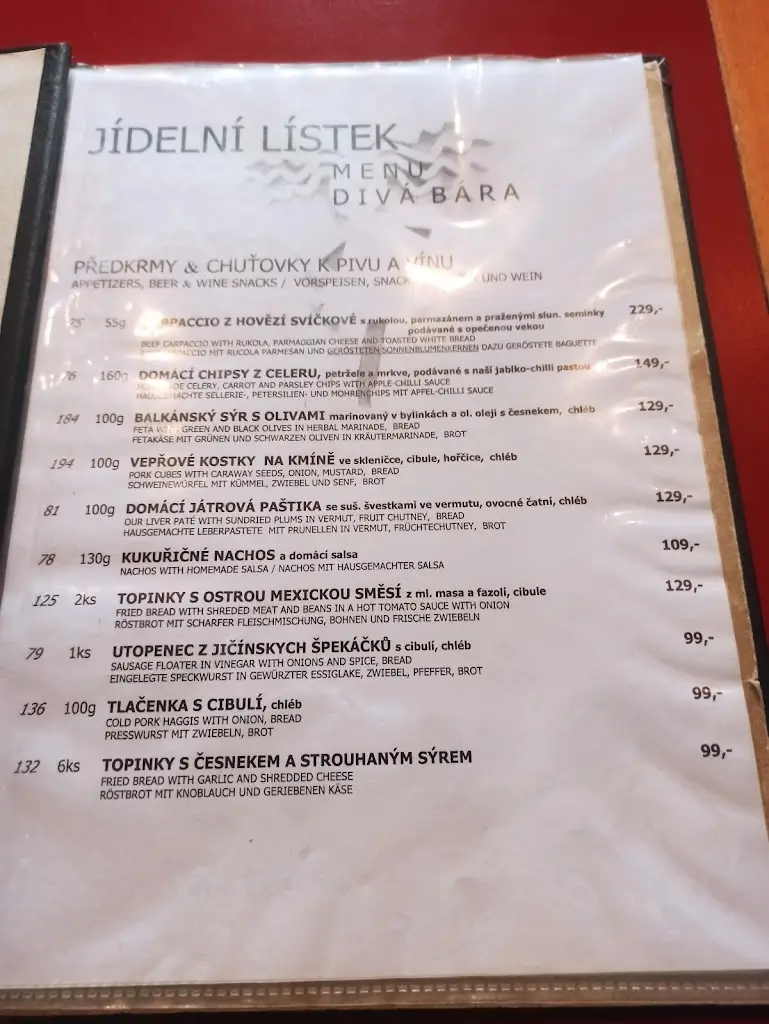 JÍDELNÍ LÍSTEK
MENU
DIVÁ BÁRA
PŘEDKRMY & CHUŤOVKY K PIVU A VÍNU
APPETIZERS, BEER & WINE SNACKS / VORSPEISEN, UND WEIN
75 55g Z HOVĚZÍ SVÍČKOVÉ s rukolou, parmazánem a praženými slun. semínky 229,-
podávané s opečenou vekou
BEEF CARPACCIO WITH RUKOLA, PARMAGGIAN CHEESE AND TOASTED WHITE BREAD
MIT RUCOLA PARMESAN UND GERÖSTETEN SONNENBLUMENKERNEN DAZU GERÖSTETE BAGUETTE
76 160g DOMÁCÍ CHIPSY Z CELERU, petržele a mrkve, podávané s naší jablko-chilli pastou 149,-
CELERY, CARROT AND PARSLEY CHIPS WITH APPLE-CHILLI SAUCE
HAUSGEMACHTE SELLERIE-, PETERSILIEN- UND MOHRENCHIPS MIT APFEL-CHILLI SAUCE
184 100g BALKÁNSKÝ SÝR S OLIVAMI marinovaný v bylinkách a ol. oleji s česnekem, chléb 129,-
FETA WITH GREEN AND BLACK OLIVES IN HERBAL MARINADE, BREAD
FETAKÄSE MIT GRÜNEN UND SCHWARZEN OLIVEN IN KRÄUTERMARINADE, BROT
194 100g VEPŘOVÉ KOSTKY NA KMÍNĚ ve skleničce, cibule, hořčice, chléb 129,-
PORK CUBES WITH CARAWAY SEEDS, ONION, MUSTARD, BREAD
SCHWEINEWÜRFEL MIT KÜMMEL, ZWIEBEL UND SENF, BROT
81 100g DOMÁCÍ JÁTROVÁ PAŠTIKA se suš. švestkami ve vermutu, ovocné čatní, chléb 129,-
OUR LIVER PATÉ WITH SUNDRIED PLUMS IN VERMUT, FRUIT CHUTNEY, BREAD
HAUSGEMACHTE LEBERPASTETE MIT PRUNELLEN IN VERMUT, FRÜCHTECHUTNEY, BROT
78 130g KUKUŘIČNÉ NACHOS a domácí salsa 109,-
NACHOS WITH HOMEMADE SALSA / NACHOS MIT HAUSGEMACHTER SALSA
125 2ks TOPINKY S OSTROU MEXICKOU SMĚSÍ z ml. masa a fazolí, cibule 129,-
FRIED BREAD WITH SHREDED MEAT AND BEANS IN A HOT TOMATO SAUCE WITH ONION
RÖSTBROT MIT SCHARFER FLEISCHMISCHUNG, BOHNEN UND FRISCHE ZWIEBELN
79 1ks UTOPENEC Z JIČÍNSKYCH ŠPEKÁČKŮ s cibulí, chléb 99,-
SAUSAGE FLOATER IN VINEGAR WITH ONIONS AND SPICE, BREAD
EINGELEGTE SPECKWURST IN GEWÜRZTER ESSIGLAKE, ZWIEBEL, PFEFFER, BROT
136 100g TLAČENKA S CIBULÍ, chléb 99,-
COLD PORK HAGGIS WITH ONION, BREAD
PRESSWURST MIT ZWIEBELN, BROT
132 6ks TOPINKY S ČESNEKEM A STROUHANÝM SÝREM 99,-
FRIED BREAD WITH GARLIC AND SHREDDED CHEESE
RÖSTBROT MIT KNOBLAUCH UND GERIEBENEN KÄSE